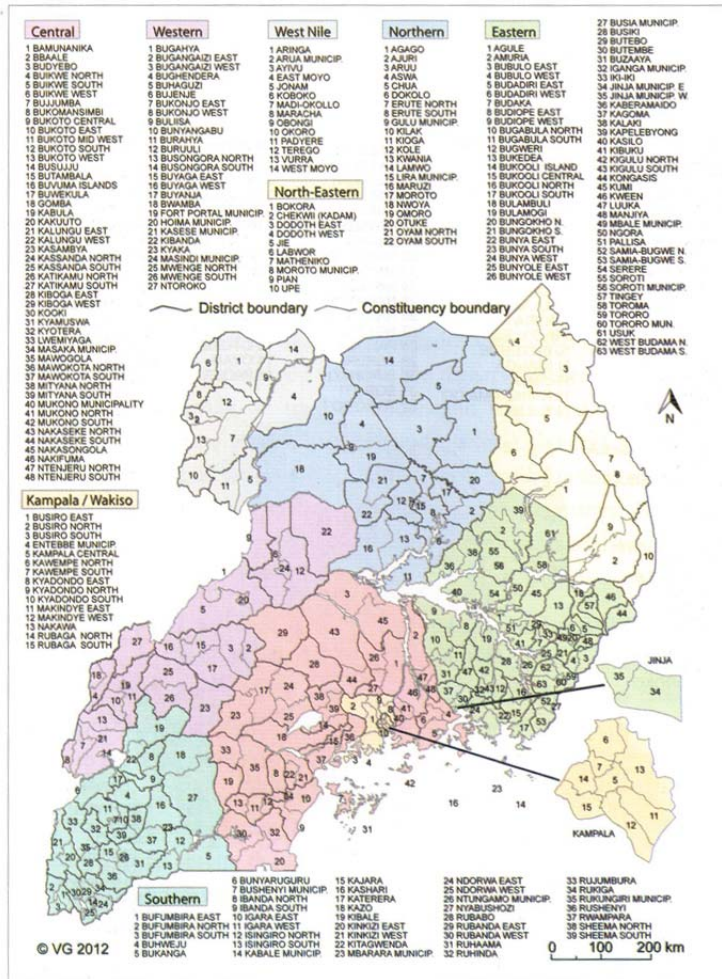 Central
1 BAMUNANIKA
2 BBAALE
3 BUDYEBO
4 BUIKWE NORTH
5 BUIKWE SOUTH
6 BUIKWE WEST
7 BUJJUMBA
8 BUKOMANSIMBI
9 BUKOTO CENTRAL
10 BUKOTO EAST
11 BUKOTO MID WEST
12 BUKOTO SOUTH
13 BUKOTO WEST
14 BUSUJJU
15 BUTAMBALA
16 BUVUMA ISLANDS
17 BUWEKULA
18 GOMBA
19 KABULA
20 KAKUUTO
21 KALUNGU EAST
22 KALUNGU WEST
23 KASAMBYA
24 KASSANDA NORTH
25 KASSANDA SOUTH
26 KATIKAMU NORTH
27 KATIKAMU SOUTH
28 KIBOGA EAST
29 KIBOGA WEST
30 KOOKI
31 KYAMUSWA
32 KYOTERA
33 LWEMIYAGA
34 MASAKA MUNICIP.
35 MAWOGOLA
36 MAWOKOTA NORTH
37 MAWOKOTA SOUTH
38 MITYANA NORTH
39 MITYANA SOUTH
40 MUKONO MUNICIPALITY
41 MUKONO NORTH
42 MUKONO SOUTH
43 NAKASEKE NORTH
44 NAKASEKE SOUTH
45 NAKASONGOLA
46 NAKIFUMA
47 NTENJERU NORTH
48 NTENJERU SOUTH
Kampala / Wakiso
1 BUSIRO EAST
2 BUSIRO NORTH
3 BUSIRO SOUTH
4 ENTEBBE MUNICIP.
5 KAMPALA CENTRAL
6 KAWEMPE NORTH
7 KAWEMPE SOUTH
8 KYADONDO EAST
9 KYADONDO NORTH
10 KYADONDO SOUTH
11 MAKINDYE EAST
12 MAKINDYE WEST
13 NAKAWA
14 RUBAGA NORTH
15 RUBAGA SOUTH
Western
1 BUGAHYA
2 BUGANGAIZI EAST
3 BUGANGAIZI WEST
4 BUGHENDERA
5 BUHAGUZI
6 BUJENJE
7 BUKONJO EAST
8 BUKONJO WEST
9 BULIISA
10 BUNYANGABU
11 BURAHYA
12 BURUULI
13 BUSONGORA NORTH
14 BUSONGORA SOUTH
15 BUYAGA EAST
16 BUYAGA WEST
17 BUYANJA
18 BWAMBA
19 FORT PORTAL MUNICIP.
20 HOIMA MUNICIP.
21 KASESE MUNICIP.
22 KIBANDA
23 KYAKA
24 MASINDI MUNICIP.
25 MWENGE NORTH
26 MWENGE SOUTH
27 NTOROKO
West Nile
1 ARINGA
2 ARUA MUNICIP.
3 AYIVU
4 EAST MOYO
5 JONAM
6 KOBOKO
7 MADI-OKOLLO
8 MARACHA
9 OBONGI
10 OKORO
11 PADYERE
12 TEREGO
13 VURRA
14 WEST MOYO
North-Eastern
1 BOKORA
2 CHEKWII (KADAM)
3 DODOTH EAST
4 DODOTH WEST
5 JIE
6 LABWOR
7 MATHENIKO
8 MOROTO MUNICIP.
9 PIAN
10 UPE
Northern
1 AGAGO
2 AJURI
3 ARUU
4 ASWA
5 CHUA
6 DOKOLO
7 ERUTE NORTH
8 ERUTE SOUTH
9 GULU MUNICIP.
10 KILAK
11 KIOGA
12 KOLE
13 KWANIA
14 LAMWO
15 LIRA MUNICIP.
16 MARUZI
17 MOROTO
18 NWOYA
19 OMORO
20 OTUKE
21 OYAM NORTH
22 OYAM SOUTH
Eastern
1 AGULE
2 AMURIA
3 BUBULO EAST
4 BUBULO WEST
5 BUDADIRI EAST
6 BUDADIRI WEST
7 BUDAKA
8 BUDIOPE EAST
9 BUDIOPE WEST
10 BUGABULA NORTH
11 BUGABULA SOUTH
12 BUGWERI
13 BUKEDEA
14 BUKOOLI ISLAND
15 BUKOOLI CENTRAL
16 BUKOOLI NORTH
17 BUKOOLI SOUTH
18 BULAMBULI
19 BULAMOGI
20 BUNGOKHO N.
21 BUNGOKHO S.
22 BUNYA EAST
23 BUNYA SOUTH
24 BUNYA WEST
25 BUNYOLE EAST
26 BUNYOLE WEST
27 BUSIA MUNICIP.
28 BUSIKI
29 BUTEBO
30 BUTEMBE
31 BUZAAYA
32 IGANGA MUNICIP.
33 IKI-IKI
34 JINJA MUNICIP. E
35 JINJA MUNICIP. W.
36 KABERAMAIDO
37 KAGOMA
38 KALAKI
39 KAPELEBYONG
40 KASILO
41 KIBUKU
42 KIGULU NORTH
43 KIGULU SOUTH
44 KONGASIS
45 KUMI
46 KWEEN
47 LUUKA
48 MANJIYA
49 MBALE MUNICIP.
50 NGORA
51 PALLISA
52 SAMIA-BUGWE N.
53 SAMIA-BUGWE S.
54 SERERE
55 SOROTI
56 SOROTI MUNICIP.
57 TINGEY
58 TOROMA
59 TORORO
60 TORORO MUN.
61 USUK
62 WEST BUDAMA N.
63 WEST BUDAMA S.
District boundary
Constituency boundary
N
JINJA
35
34
KAMPALA
6
7
14
5
13
15
11
12
Southern
1 BUFUMBIRA EAST
2 BUFUMBIRA NORTH
3 BUFUMBIRA SOUTH
4 BUHWEJU
5 BUKANGA
6 BUNYARUGURU
7 BUSHENYI MUNICIP.
8 IBANDA NORTH
9 IBANDA SOUTH
10 IGARA EAST
11 IGARA WEST
12 ISINGIRO NORTH
13 ISINGIRO SOUTH
14 KABALE MUNICIP.
15 KAJARA
16 KASHARI
17 KATERERA
18 KAZO
19 KIBALE
20 KINKIZI EAST
21 KINKIZI WEST
22 KITAGWENDA
23 MBARARA MUNICIP.
24 NDORWA EAST
25 NDORWA WEST
26 NTUNGAMO MUNICIP.
27 NYABUSHOZI
28 RUBABO
29 RUBANDA EAST
30 RUBANDA WEST
31 RUHAAMA
32 RUHINDA
33 RUJUMBURA
34 RUKIGA
35 RUKUNGIRI MUNICIP.
36 RUSHENYI
37 RWAMPARA
38 SHEEMA NORTH
39 SHEEMA SOUTH
© VG 2012
0 100 200 km